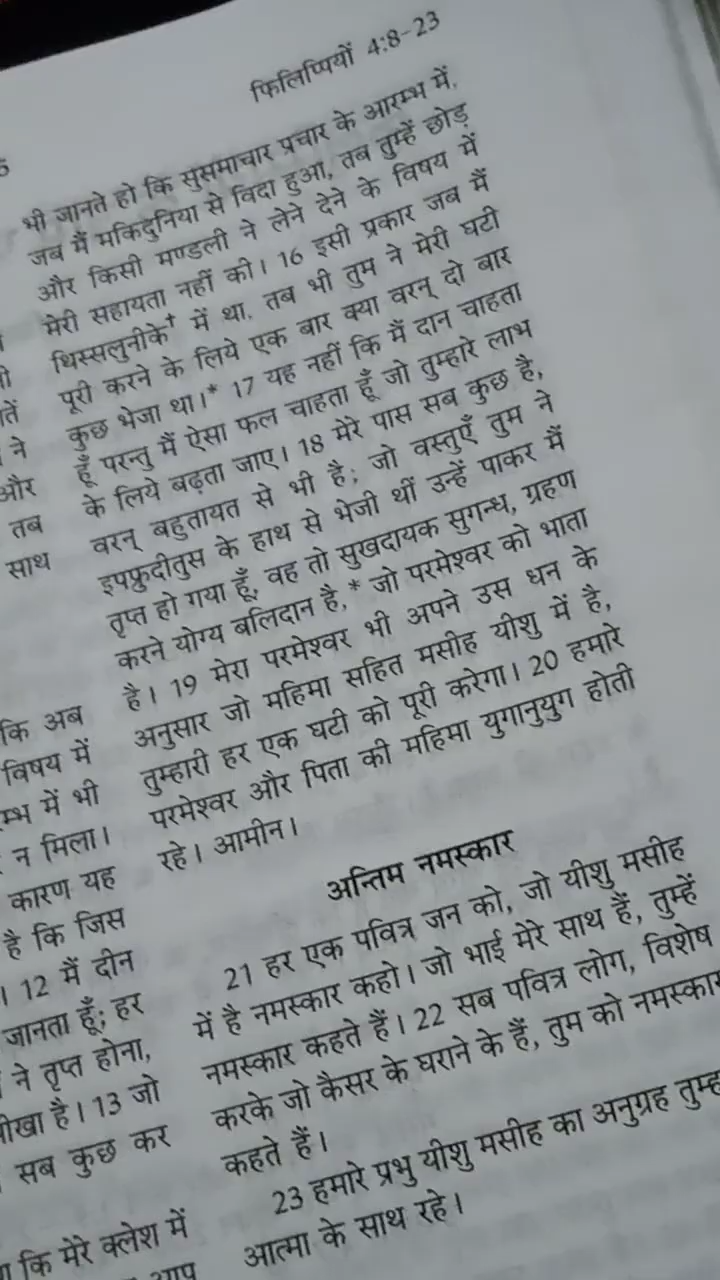 फिलिप्पियों 4:8-23
तें
ने
और
तब
साथ
कि अब
विषय में
म्भ में भी
न मिला।
कारण यह
है कि जिस
। 12 मैं दीन
जानता हूँ; हर
ने तृप्त होना,
है। 13 जो
सब कुछ कर
कि मेरे क्लेश में
भी जानते हो कि सुसमाचार प्रचार के आरम्भ में,
जब मैं मकिदुनिया से विदा हुआ, तब तुम्हें छोड़
और किसी मण्डली ने लेने देने के विषय में
मेरी सहायता नहीं की। 16 इसी प्रकार जब मैं
थिस्सलुनीके† में था, तब भी तुम ने मेरी घटी
पूरी करने के लिये एक बार क्या वरन् दो बार
कुछ भेजा था।* 17 यह नहीं कि मैं दान चाहता
हूँ परन्तु मैं ऐसा फल चाहता हूँ जो तुम्हारे लाभ
के लिये बढ़ता जाए। 18 मेरे पास सब कुछ है,
वरन् बहुतायत से भी है; जो वस्तुएँ तुम ने
इपफ्रुदीतुस के हाथ से भेजी थीं उन्हें पाकर मैं
तृप्त हो गया हूँ, वह तो सुखदायक सुगन्ध, ग्रहण
करने योग्य बलिदान है,* जो परमेश्वर को भाता
है। 19 मेरा परमेश्वर भी अपने उस धन के
अनुसार जो महिमा सहित मसीह यीशु में है,
तुम्हारी हर एक घटी को पूरी करेगा। 20 हमारे
परमेश्वर और पिता की महिमा युगानुयुग होती
रहे। आमीन।
अन्तिम नमस्कार
21 हर एक पवित्र जन को, जो यीशु मसीह
में है नमस्कार कहो। जो भाई मेरे साथ हैं, तुम्हें
नमस्कार कहते हैं। 22 सब पवित्र लोग, विशेष
करके जो कैसर के घराने के हैं, तुम को नमस्कार
कहते हैं।
23 हमारे प्रभु यीशु मसीह का अनुग्रह तुम्ह
आत्मा के साथ रहे।